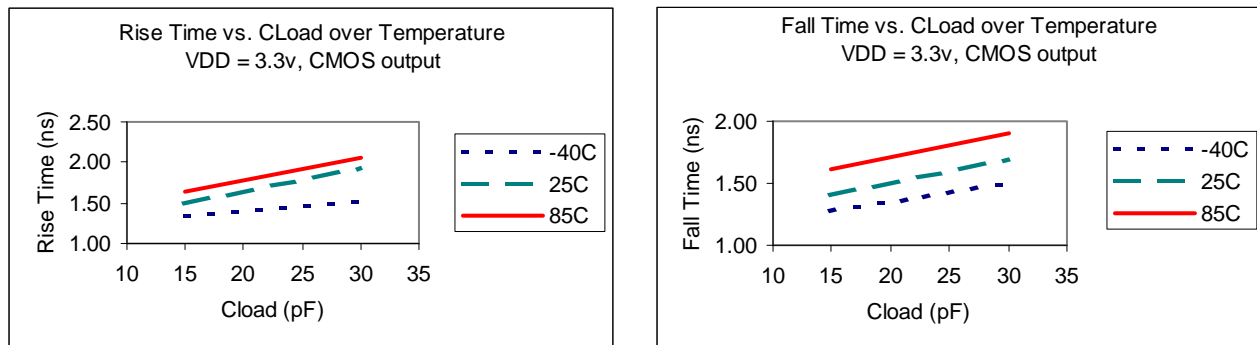 Rise Time vs. CLoad over Temperature
VDD = 3.3v, CMOS output
Rise Time (ns)
2.50
2.00
1.50
1.00
10 15 20 25 30 35
Cload (pF)
-40C
25C
85C
Fall Time vs. CLoad over Temperature
VDD = 3.3v, CMOS output
Fall Time (ns)
2.00
1.50
1.00
10 15 20 25 30 35
Cload (pF)
-40C
25C
85C